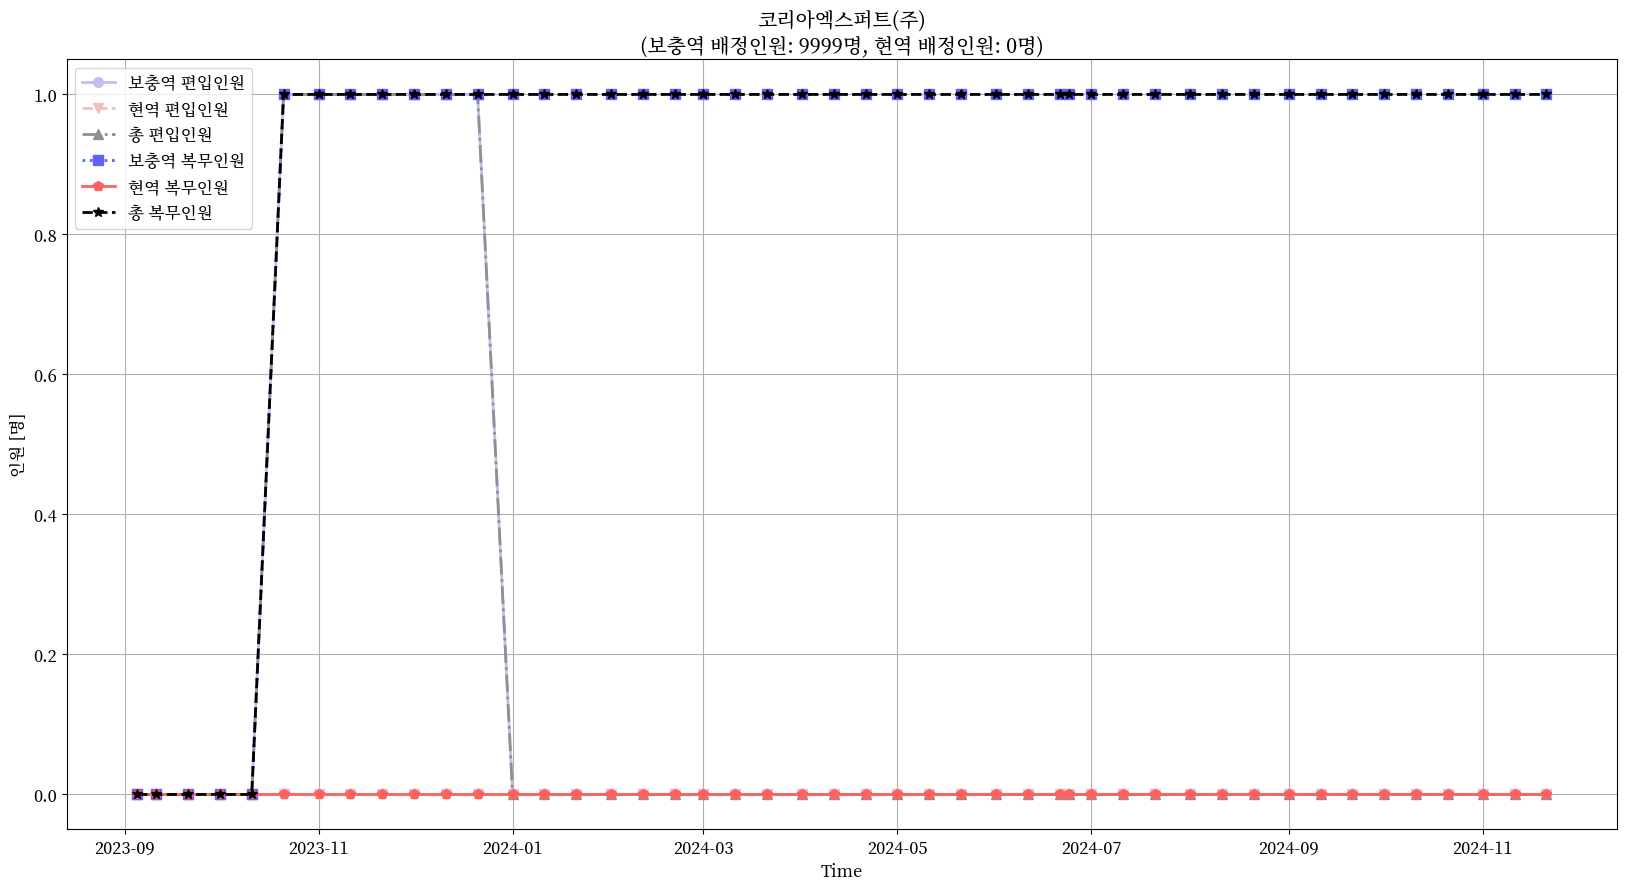 코리아엑스퍼트(주)
(보충역 배정인원: 9999명, 현역 배정인원: 0명)
보충역 편입인원
현역 편입인원
총 편입인원
보충역 복무인원
현역 복무인원
총 복무인원
1.0
0.8
0.6
0.4
0.2
0.0
인원 [명]
2023-09
2023-11
2024-01
2024-03
2024-05
2024-07
2024-09
2024-11
Time